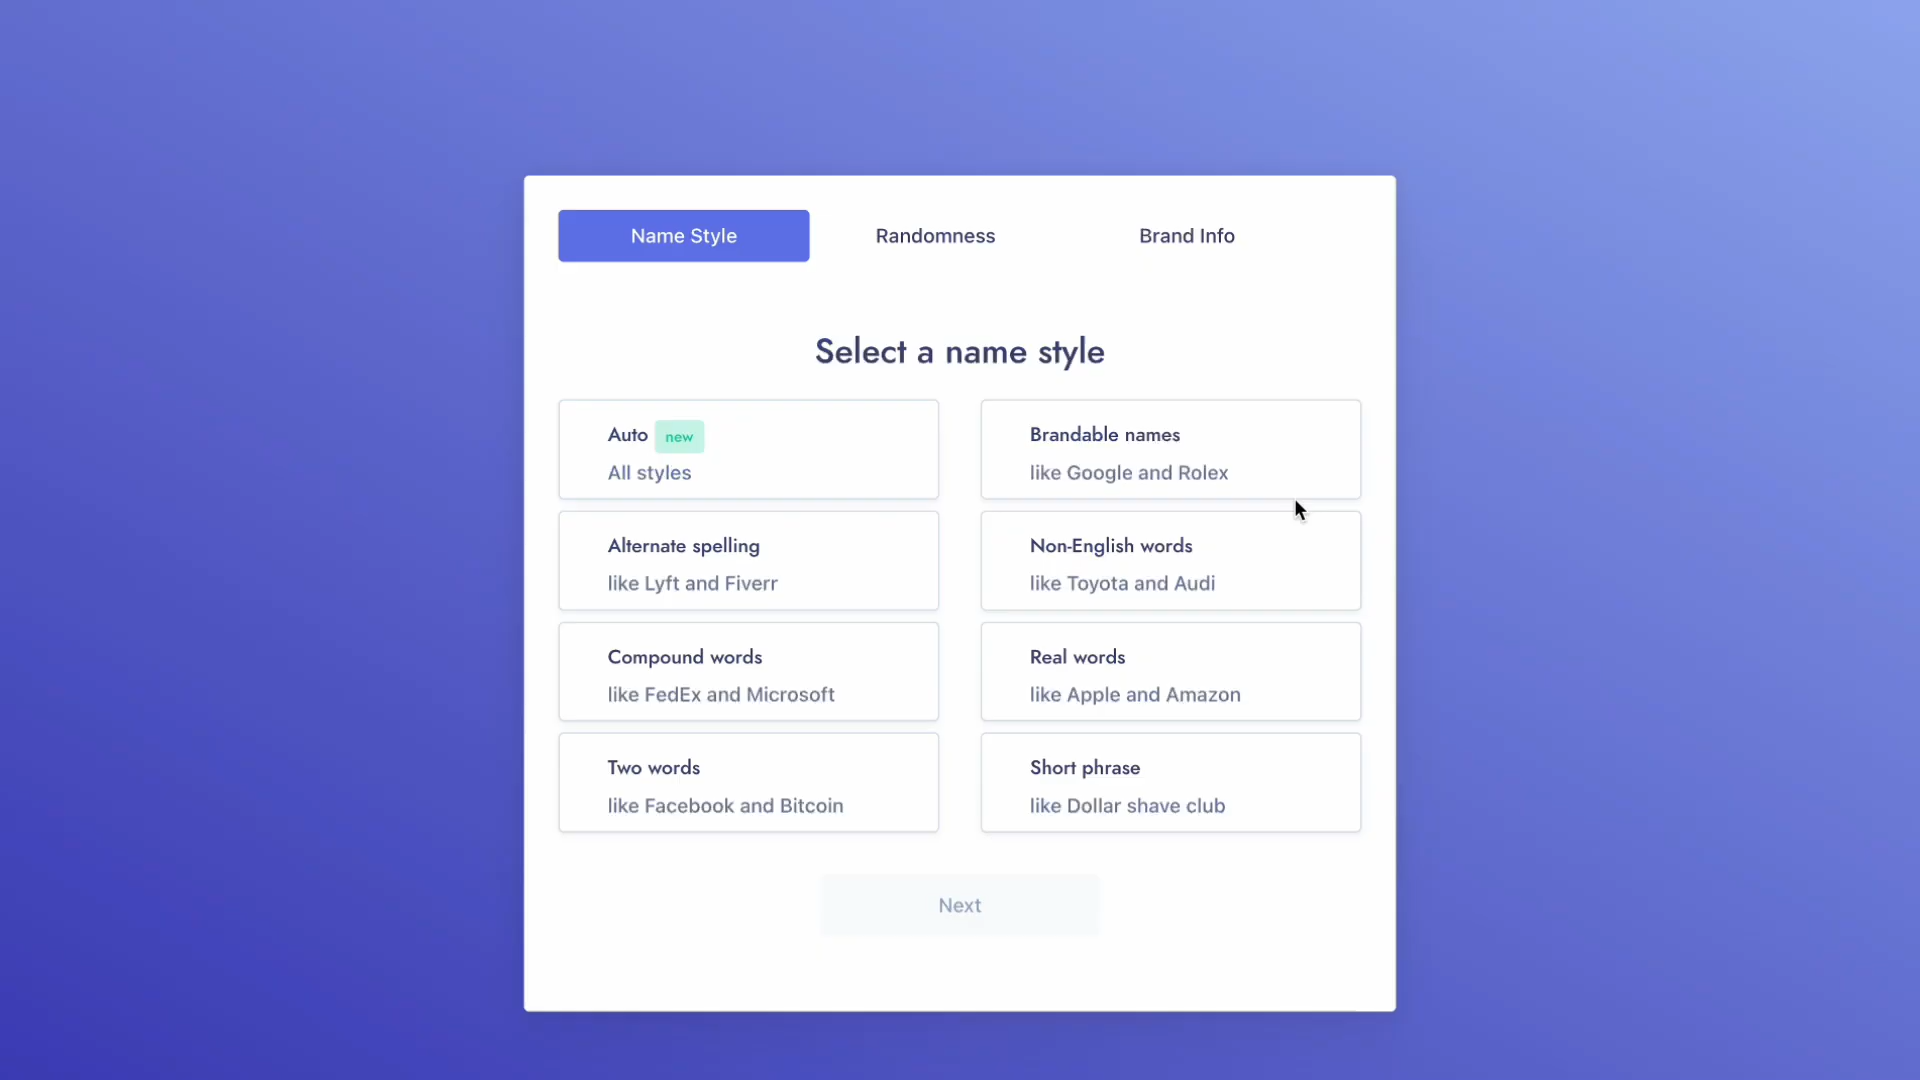 Name Style
Randomness
Brand Info
Select a name style
Auto new
All styles
Brandable names
like Google and Rolex
Alternate spelling
like Lyft and Fiverr
Non-English words
like Toyota and Audi
Compound words
like FedEx and Microsoft
Real words
like Apple and Amazon
Two words
like Facebook and Bitcoin
Short phrase
like Dollar shave club
Next